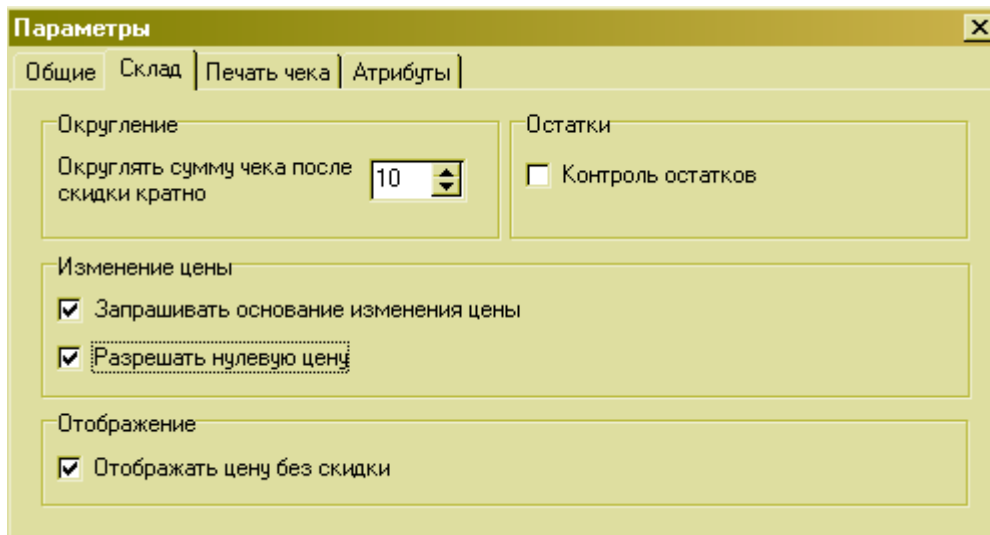 Параметры
Общие Склад Печать чека Атрибуты
Округление
Округлять сумму чека после
скидки кратно
10
Остатки
Контроль остатков
Изменение цены
Запрашивать основание изменения цены
Разрешать нулевую цену
Отображение
Отображать цену без скидки